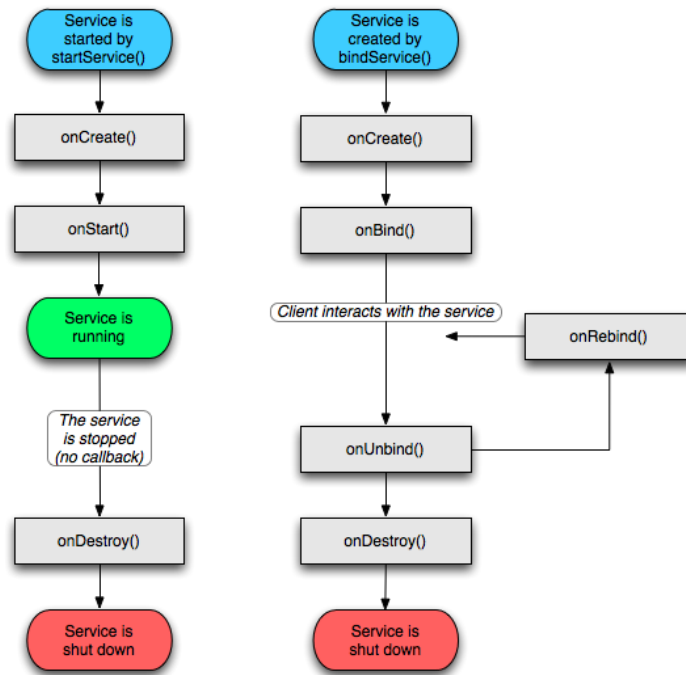 Service is
started by
startService()
onCreate()
onStart()
Service is
running
The service
is stopped
(no callback)
onDestroy()
Service is
shut down
Service is
created by
bindService()
onCreate()
onBind()
Client interacts with the service
onRebind()
onUnbind()
onDestroy()
Service is
shut down